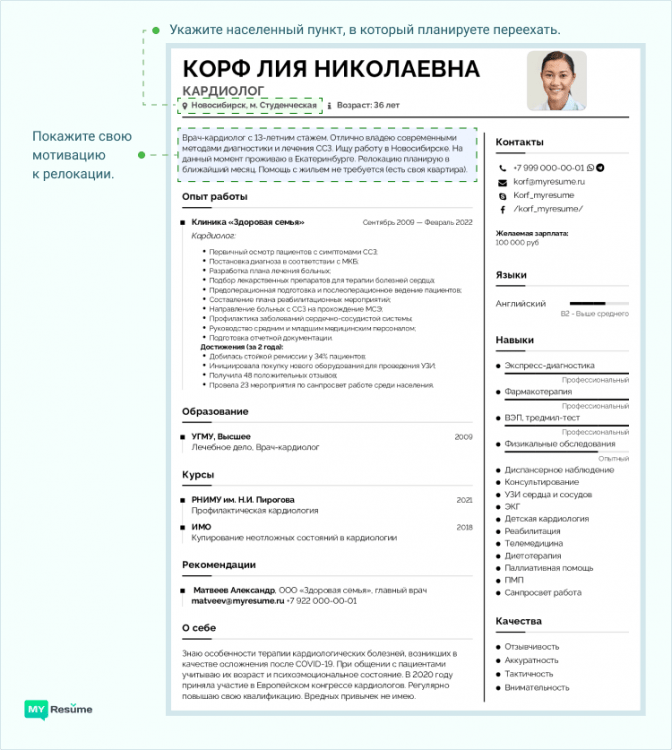 Укажите населенный пункт, в который планируете переехать.
КОРФ ЛИЯ НИКОЛАЕВНА
КАРДИОЛОГ
Новосибирск, м. Студенческая
Возраст: 36 лет
Покажите свою
мотивацию
к релокации.
Врач-кардиолог с 13-летним стажем. Отлично владею современными
методами диагностики и лечения ССЗ. Ищу работу в Новосибирске. На
данный момент проживаю в Екатеринбурге. Релокацию планирую в
ближайший месяц. Помощь с жильем не требуется (есть своя квартира).
Опыт работы
Клиника «Здоровая семья»
Сентябрь 2009 — Февраль 2022
Кардиолог:
Первичный осмотр пациентов с симптомами ССЗ;
Постановка диагноза в соответствии с МКБ;
Разработка плана лечения больных;
Подбор лекарственных препаратов для терапии болезней сердца;
Предоперационная подготовка и послеоперационное ведение пациентов;
Составление плана реабилитационных мероприятий;
Направление больных с ССЗ на прохождение МСЭ;
Профилактика заболеваний сердечно-сосудистой системы;
Руководство средним и младшим медицинским персоналом;
Подготовка отчетной документации.
Достижения (за 2 года):
Добилась стойкой ремиссии у 34% пациентов;
Инициировала покупку нового оборудования для проведения УЗИ;
Получила 48 положительных отзывов;
Провела 23 мероприятия по санпросвет работе среди населения.
Образование
УГМУ, Высшее
2009
Лечебное дело, Врач-кардиолог
Курсы
РНИМУ им. Н.И. Пирогова
2021
Профилактическая кардиология
ИМО
2018
Купирование неотложных состояний в кардиологии
Рекомендации
Матвеев Александр, ООО «Здоровая семья», главный врач
matveev@myresume.ru +7 922 000-00-01
О себе
Знаю особенности терапии кардиологических болезней, возникших в
качестве осложнения после COVID-19. При общении с пациентами
учитываю их возраст и психоэмоциональное состояние. В 2020 году
приняла участие в Европейском конгрессе кардиологов. Регулярно
повышаю свою квалификацию. Вредных привычек не имею.
Контакты
+7 999 000-00-01
korf@myresume.ru
Korf_myresume
/korf_myresume/
Желаемая зарплата:
100 000 руб
Языки
Английский
B2 - Выше среднего
Навыки
Экспресс-диагностика
Профессиональный
Фармакотерапия
Профессиональный
ВЭП, тредмил-тест
Профессиональный
Физикальные обследования
Опытный
Диспансерное наблюдение
Консультирование
УЗИ сердца и сосудов
ЭКГ
Детская кардиология
Реабилитация
Телемедицина
Диетотерапия
Паллиативная помощь
ПМП
Санпросвет работа
Качества
Отзывчивость
Аккуратность
Тактичность
Внимательность
MY Resume